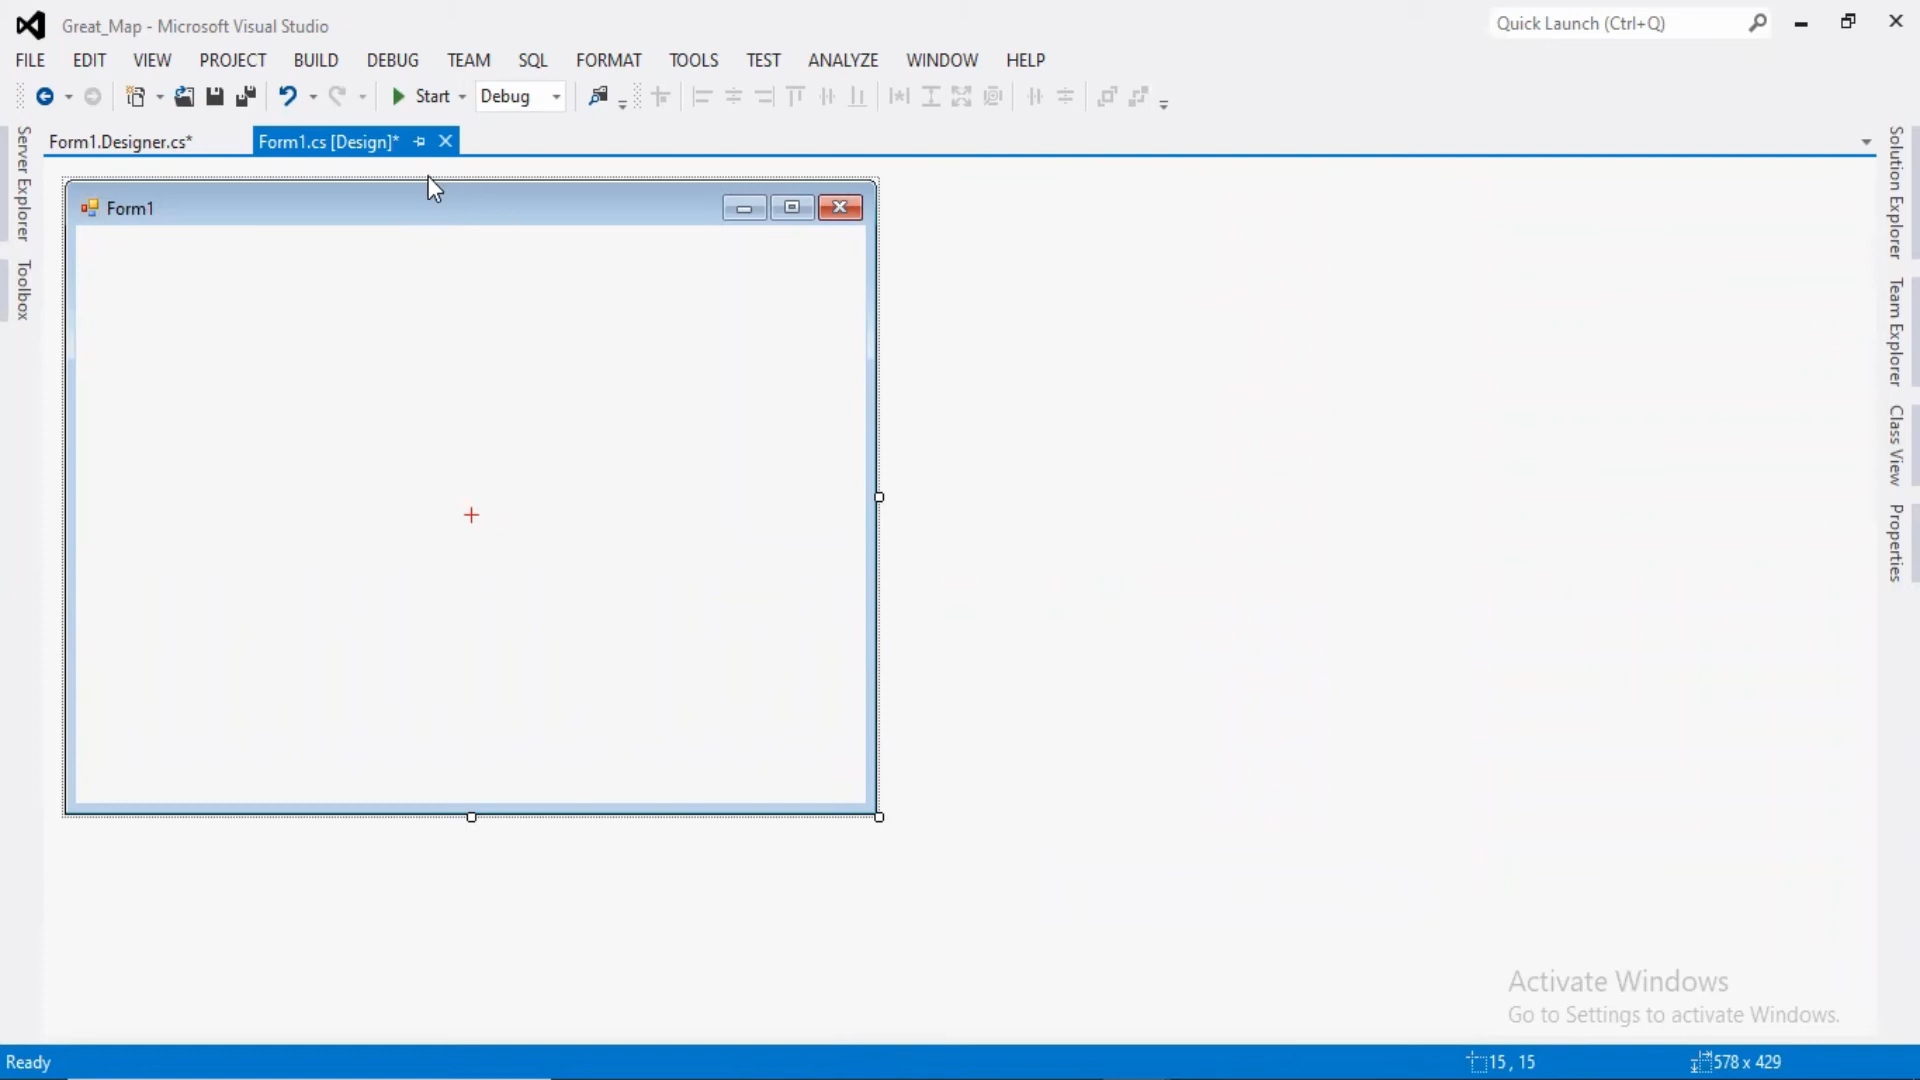 Great_Map - Microsoft Visual Studio
Quick Launch (Ctrl+Q)
FILE EDIT VIEW PROJECT BUILD DEBUG TEAM SQL FORMAT TOOLS TEST ANALYZE WINDOW HELP
Start Debug
Form1.Designer.cs*
Form1.cs [Design]*
Server Explorer
Toolbox
Form1
Solution Explorer
Team Explorer
Class View
Properties
Activate Windows
Go to Settings to activate Windows.
Ready
15 , 15
578 x 429